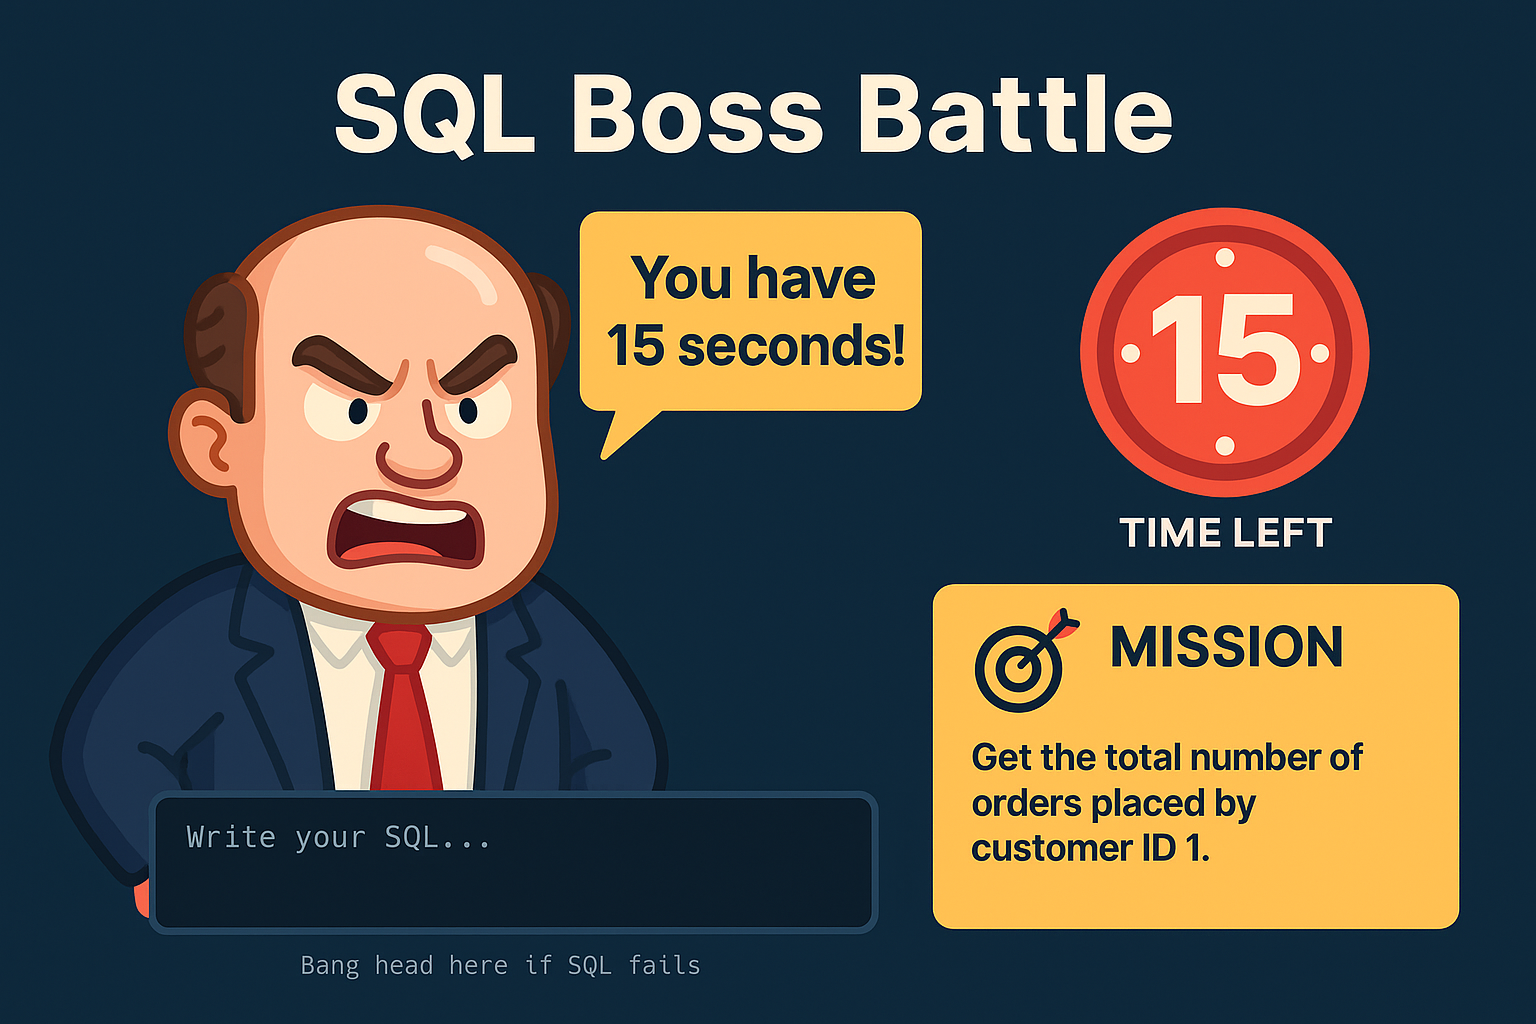 SQL Boss Battle
You have
15 seconds!
15
TIME LEFT
MISSION
Get the total number of
orders placed by
customer ID 1.
Write your SQL...
Bang head here if SQL fails